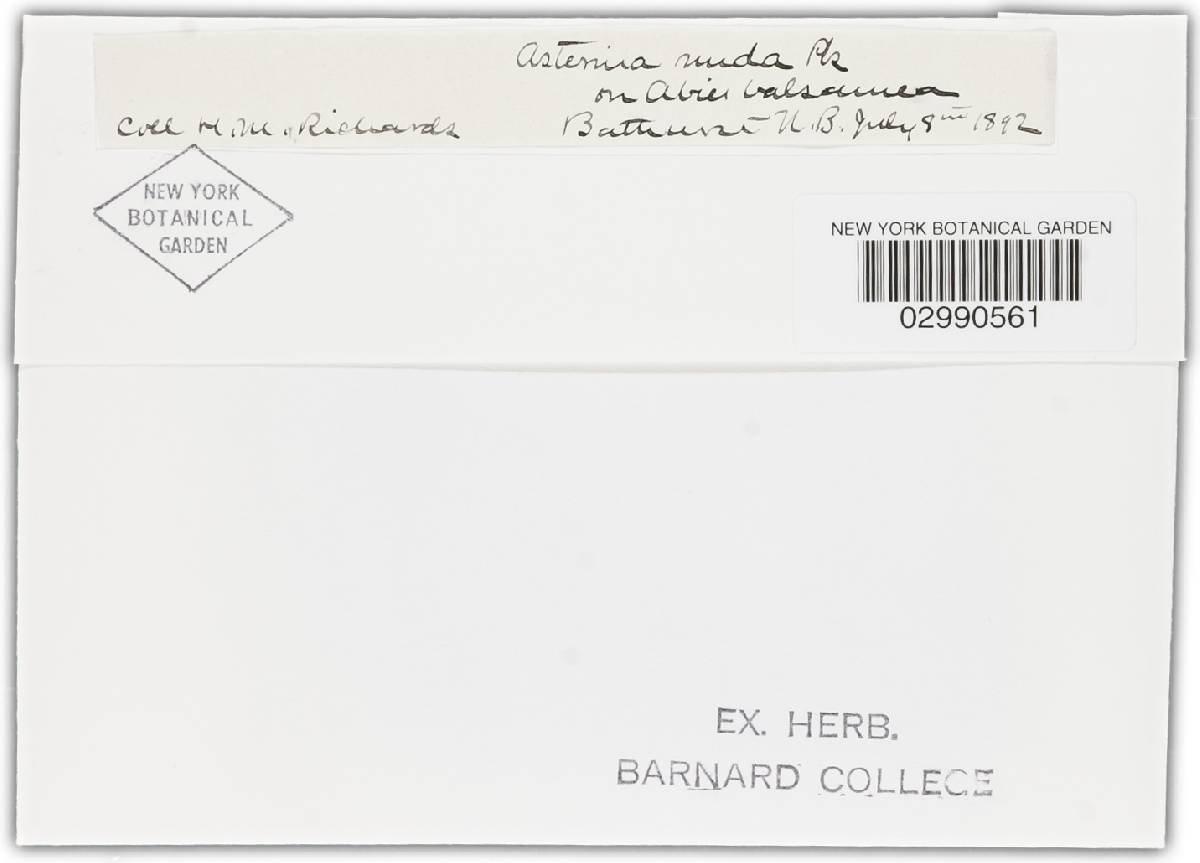 Asterina nuda Pk
on Abies balsamea
Coll H. M. Richards Bathurst N.B. July 8th 1892
NEW YORK
BOTANICAL
GARDEN
NEW YORK BOTANICAL GARDEN
02990561
EX. HERB.
BARNARD COLLEGE